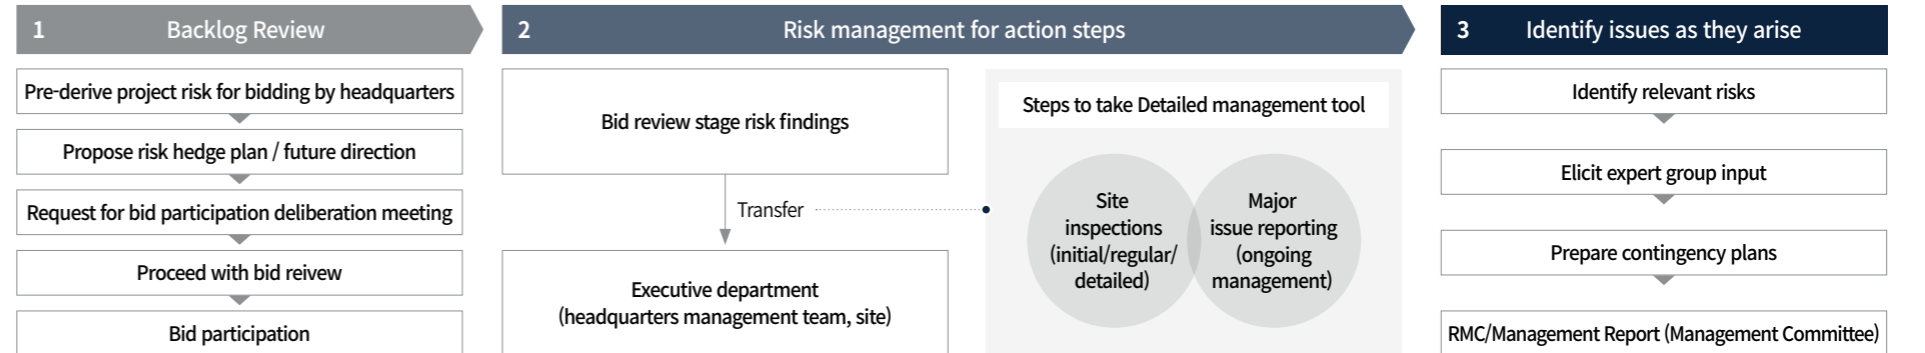 1 Backlog Review
Pre-derive project risk for bidding by headquarters
Propose risk hedge plan / future direction
Request for bid participation deliberation meeting
Proceed with bid reivew
Bid participation
2 Risk management for action steps
Bid review stage risk findings
Transfer
Executive department
(headquarters management team, site)
Steps to take Detailed management tool
Site
inspections
(initial/regular/
detailed)
Major
issue reporting
(ongoing
management)
3 Identify issues as they arise
Identify relevant risks
Elicit expert group input
Prepare contingency plans
RMC/Management Report (Management Committee)